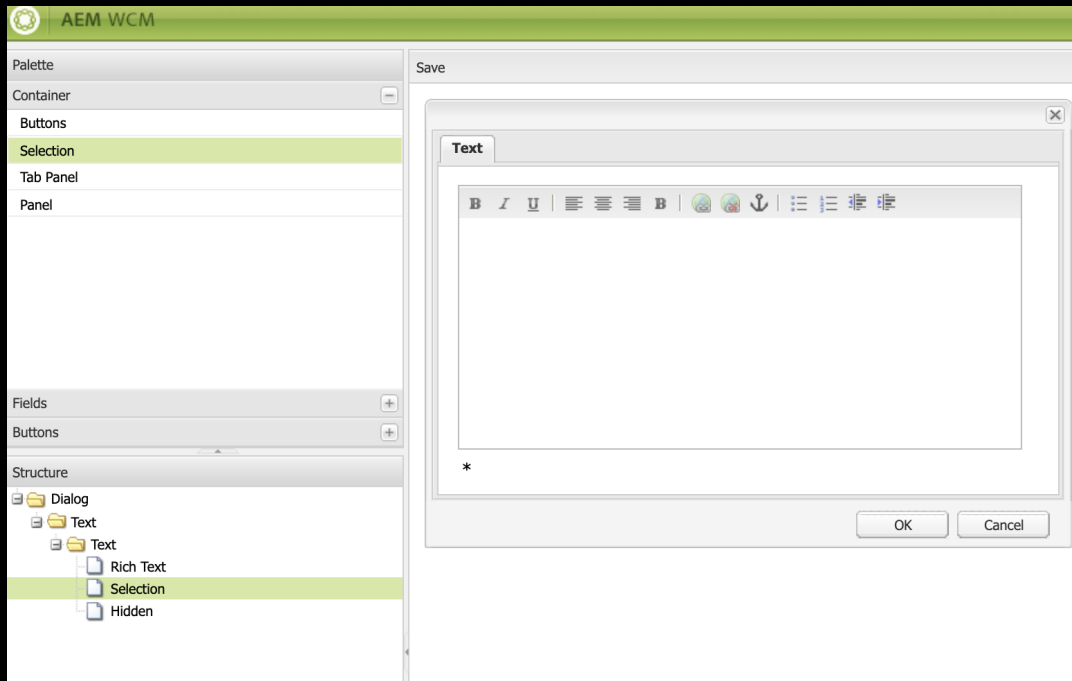 AEM WCM
Palette
Container
Buttons
Selection
Tab Panel
Panel
Fields
Buttons
Structure
Dialog
Text
Text
Rich Text
Selection
Hidden
Save
Text
B I U B
*
OK Cancel